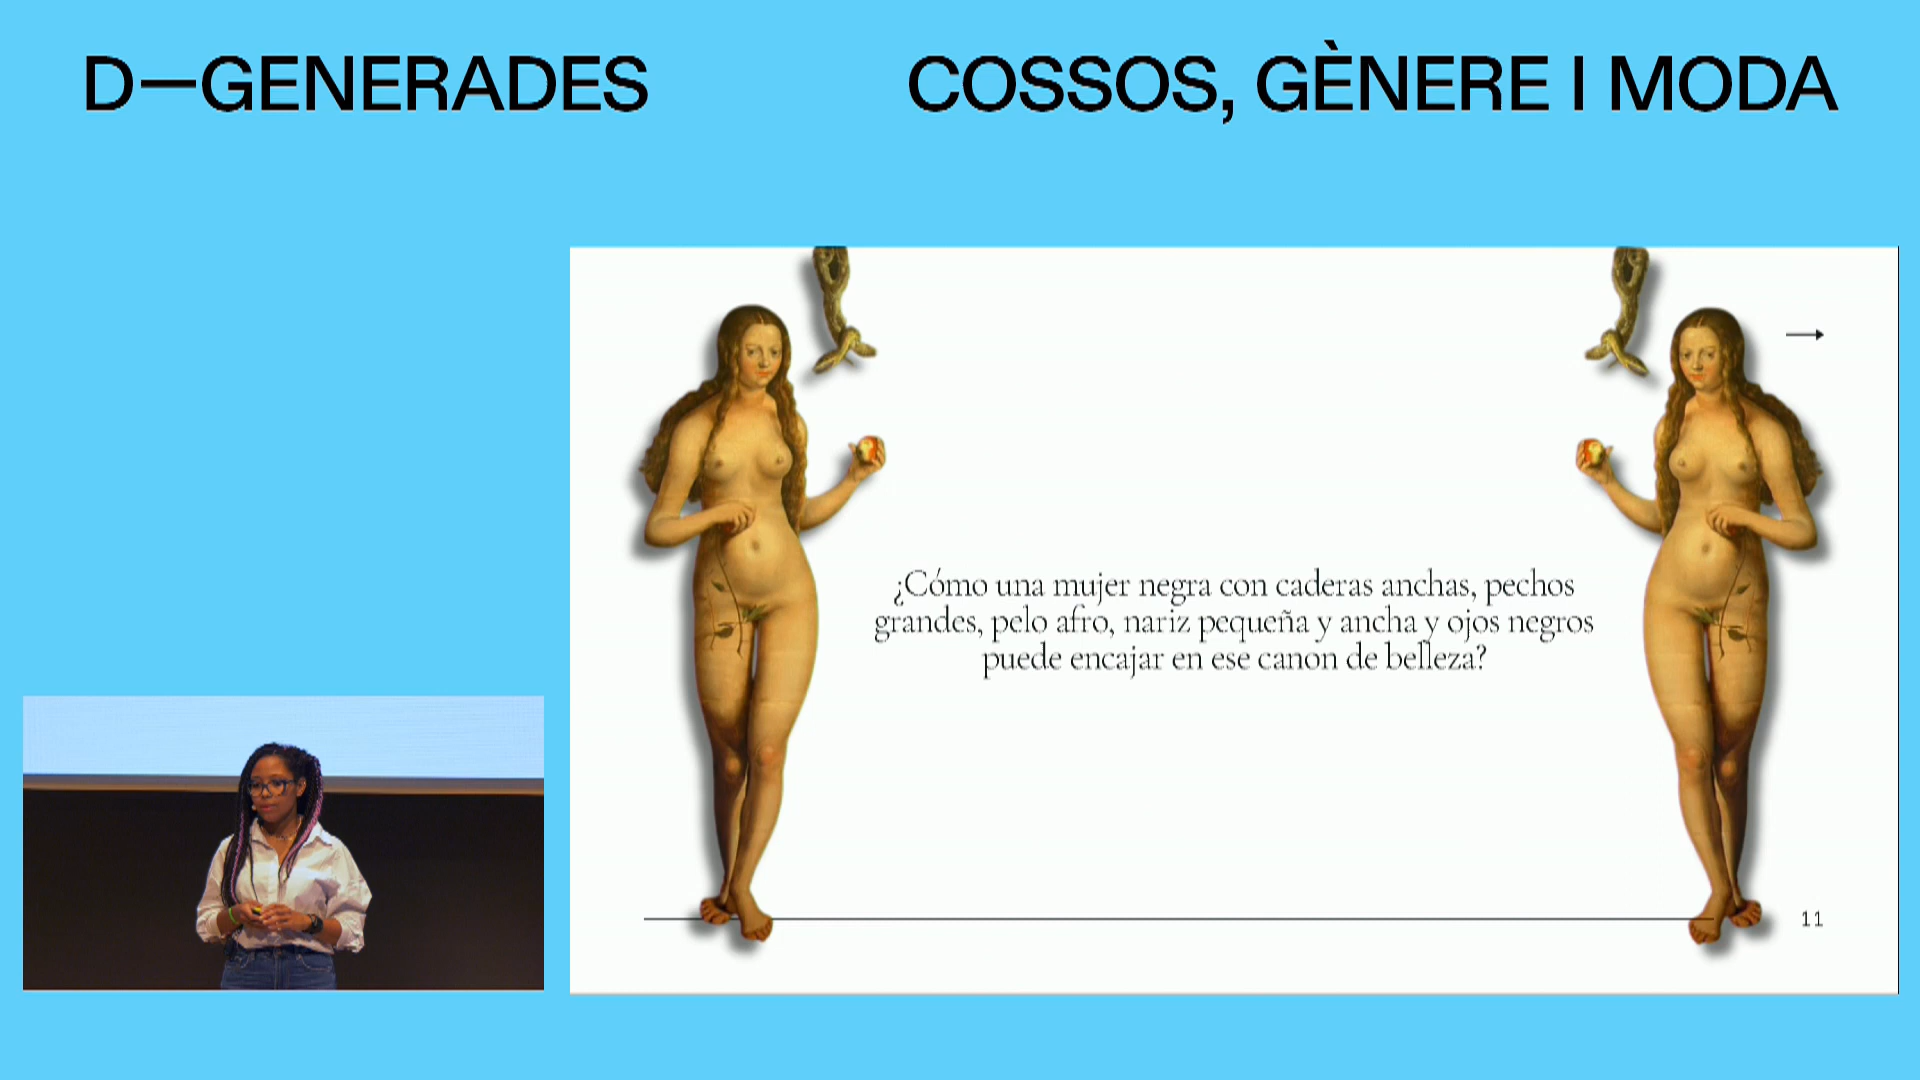 D—GENERADES
COSSOS, GÈNERE I MODA
¿Cómo una mujer negra con caderas anchas, pechos
grandes, pelo afro, nariz pequeña y ancha y ojos negros
puede encajar en ese canon de belleza?
11